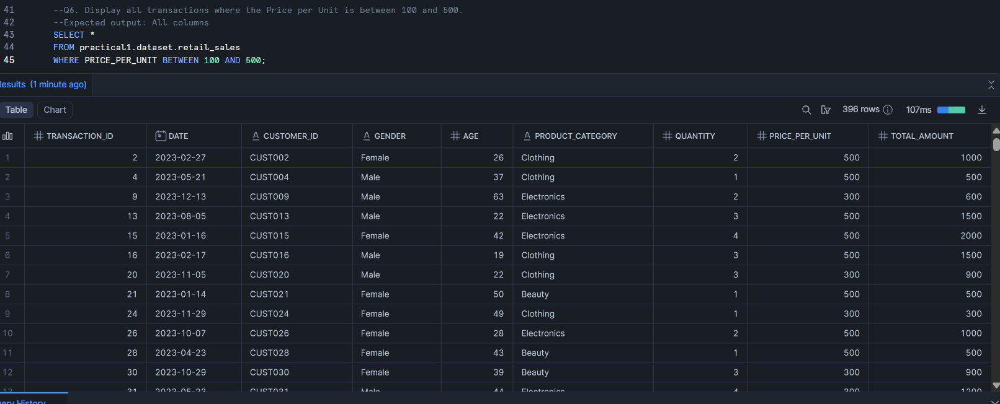 41 --Q6. Display all transactions where the Price per Unit is between 100 and 500.
42 --Expected output: All columns
43 SELECT *
44 FROM practical1.dataset.retail_sales
45 WHERE PRICE_PER_UNIT BETWEEN 100 AND 500;
Results (1 minute ago)
Table Chart 396 rows 107ms
TRANSACTION_ID DATE CUSTOMER_ID GENDER AGE PRODUCT_CATEGORY QUANTITY PRICE_PER_UNIT TOTAL_AMOUNT
1 2 2023-02-27 CUST002 Female 26 Clothing 2 500 1000
2 4 2023-05-21 CUST004 Male 37 Clothing 1 500 500
3 9 2023-12-13 CUST009 Male 63 Electronics 2 300 600
4 13 2023-08-05 CUST013 Male 22 Electronics 3 500 1500
5 15 2023-01-16 CUST015 Female 42 Electronics 4 500 2000
6 16 2023-02-17 CUST016 Male 19 Clothing 3 500 1500
7 20 2023-11-05 CUST020 Male 22 Clothing 3 300 900
8 21 2023-01-14 CUST021 Female 50 Beauty 1 500 500
9 24 2023-11-29 CUST024 Female 49 Clothing 1 300 300
10 26 2023-10-07 CUST026 Female 28 Electronics 2 500 1000
11 28 2023-04-23 CUST028 Female 43 Beauty 1 500 500
12 30 2023-10-29 CUST030 Female 39 Beauty 3 300 900
13 31 2023-05-23 CUST031 Male 44 Electronics 4 300 1200
Query History